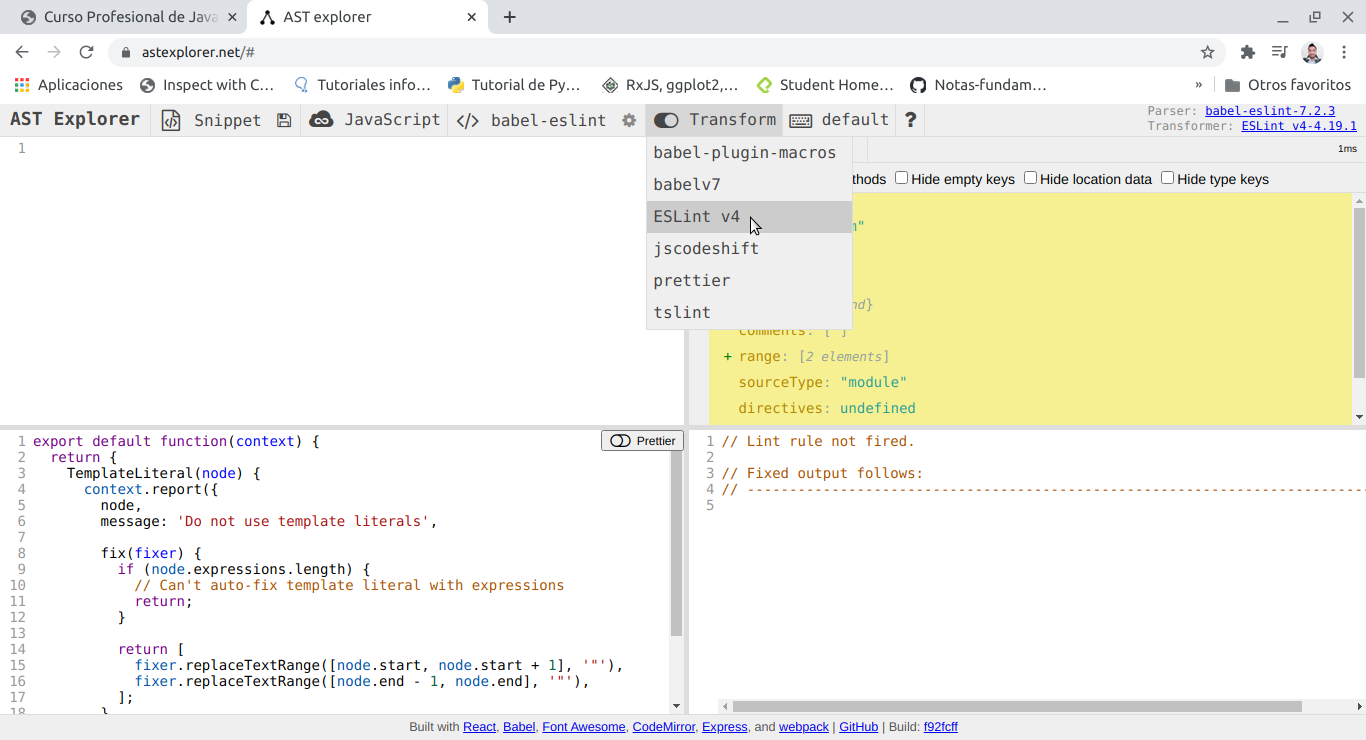 Curso Profesional de Java
AST explorer
astexplorer.net/#
Aplicaciones
Inspect with C...
Tutoriales info...
Tutorial de Py...
RxJS, ggplot2,...
Student Home...
Notas-fundam...
»
Otros favoritos
AST Explorer
Snippet
JavaScript
</> babel-eslint
Transform
default
?
Parser: babel-eslint-7.2.3
Transformer: ESLint v4-4.19.1
1
babel-plugin-macros
babelv7
ESLint v4
jscodeshift
prettier
tslint
1ms
thods Hide empty keys Hide location data Hide type keys
n"
nd}
comments: [ ]
+ range: [2 elements]
sourceType: "module"
directives: undefined
Prettier
1 export default function(context) {
2 return {
3 TemplateLiteral(node) {
4 context.report({
5 node,
6 message: 'Do not use template literals',
7
8 fix(fixer) {
9 if (node.expressions.length) {
10 // Can't auto-fix template literal with expressions
11 return;
12 }
13
14 return [
15 fixer.replaceTextRange([node.start, node.start + 1], '"'),
16 fixer.replaceTextRange([node.end - 1, node.end], '"'),
17 ];
18 }
1 // Lint rule not fired.
2
3 // Fixed output follows:
4 // --------------------------------------------------------------------------
5
Built with React, Babel, Font Awesome, CodeMirror, Express, and webpack | GitHub | Build: f92fcff